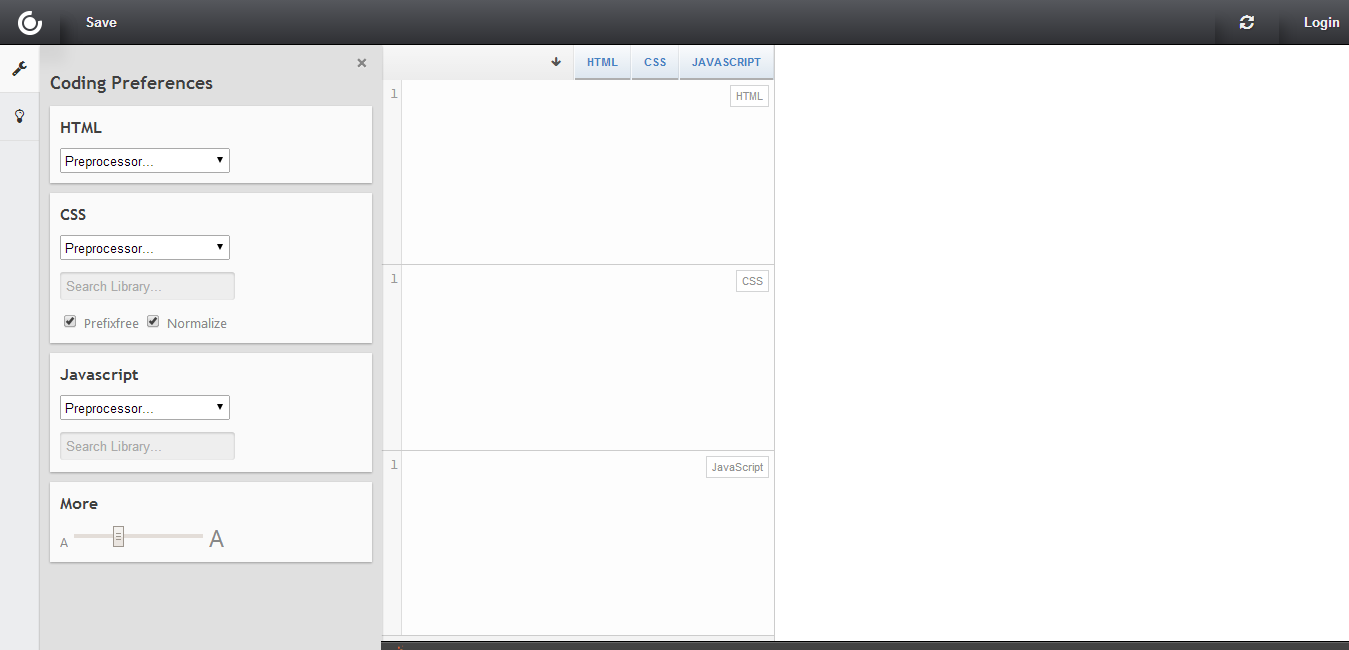 Save
Login
×
Coding Preferences
HTML
Preprocessor...
CSS
Preprocessor...
Search Library...
Prefixfree Normalize
Javascript
Preprocessor...
Search Library...
More
A A
HTML CSS JAVASCRIPT
1 HTML
1 CSS
1 JavaScript